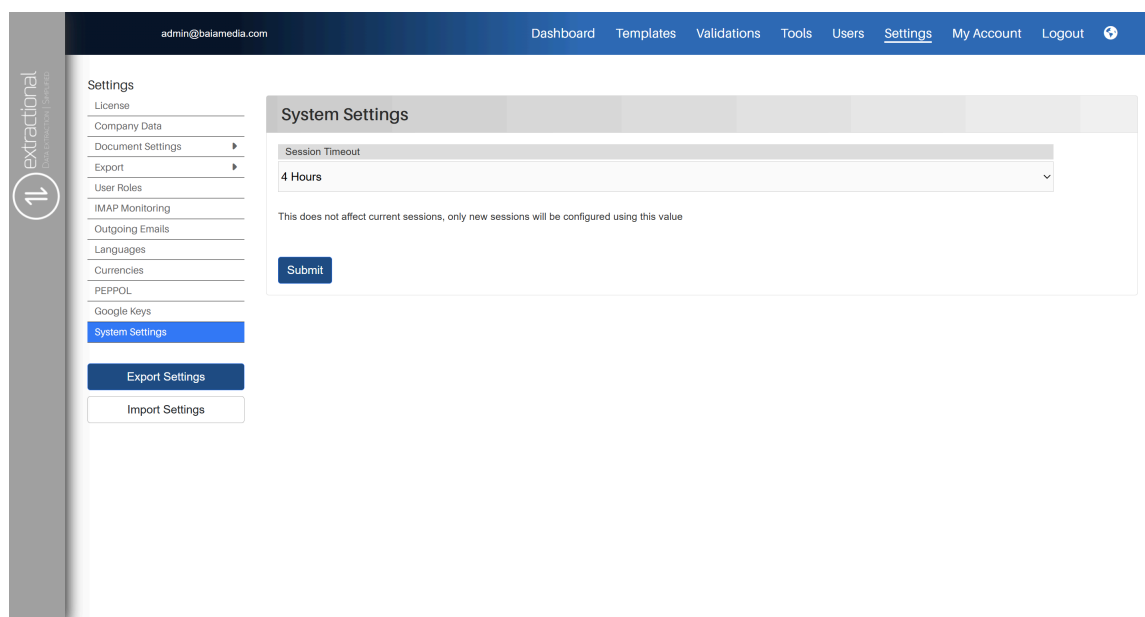 admin@baiamedia.com
Dashboard Templates Validations Tools Users Settings My Account Logout
extractional
DATA EXTRACTION | SIMPLIFIED
Settings
License
Company Data
Document Settings
Export
User Roles
IMAP Monitoring
Outgoing Emails
Languages
Currencies
PEPPOL
Google Keys
System Settings
Export Settings
Import Settings
System Settings
Session Timeout
4 Hours
This does not affect current sessions, only new sessions will be configured using this value
Submit